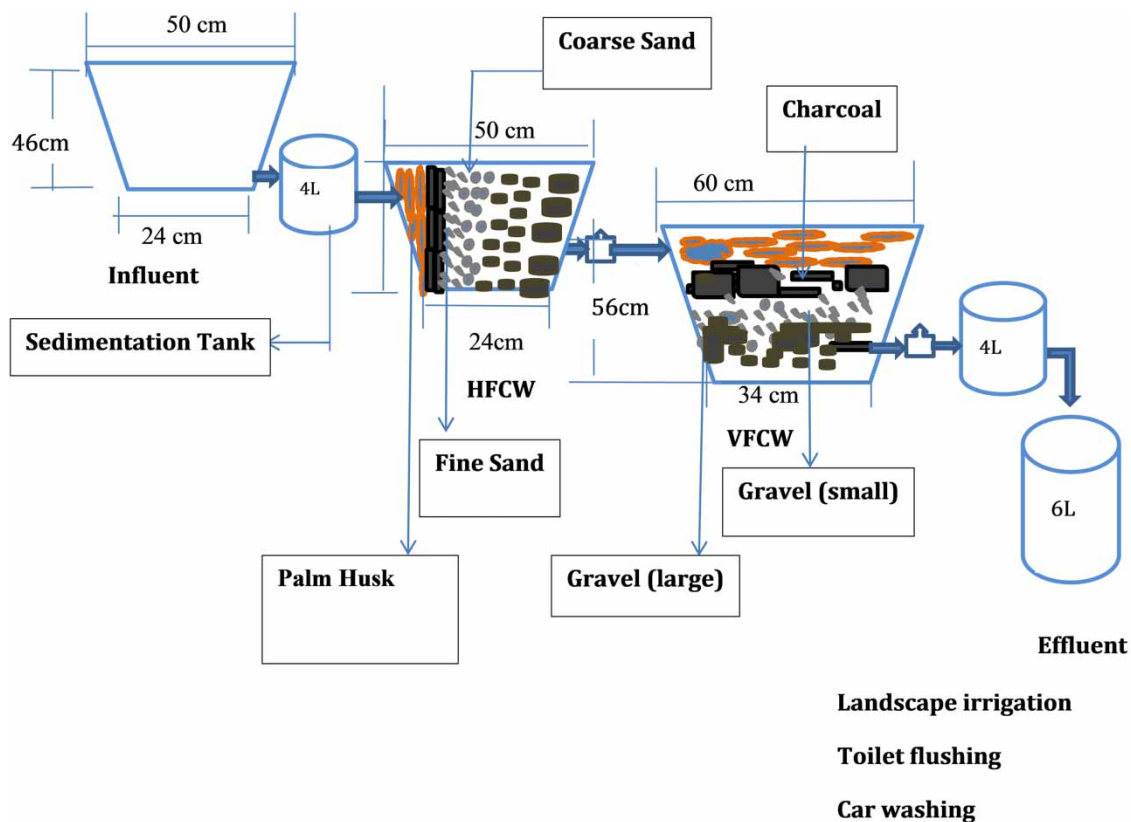 50 cm
Coarse Sand
Charcoal
50 cm
46cm
60 cm
4L
24 cm
Influent
56cm
Sedimentation Tank
24cm
4L
HFCW
34 cm
VFCW
Fine Sand
Gravel (small)
6L
Palm Husk
Gravel (large)
Effluent
Landscape irrigation
Toilet flushing
Car washing